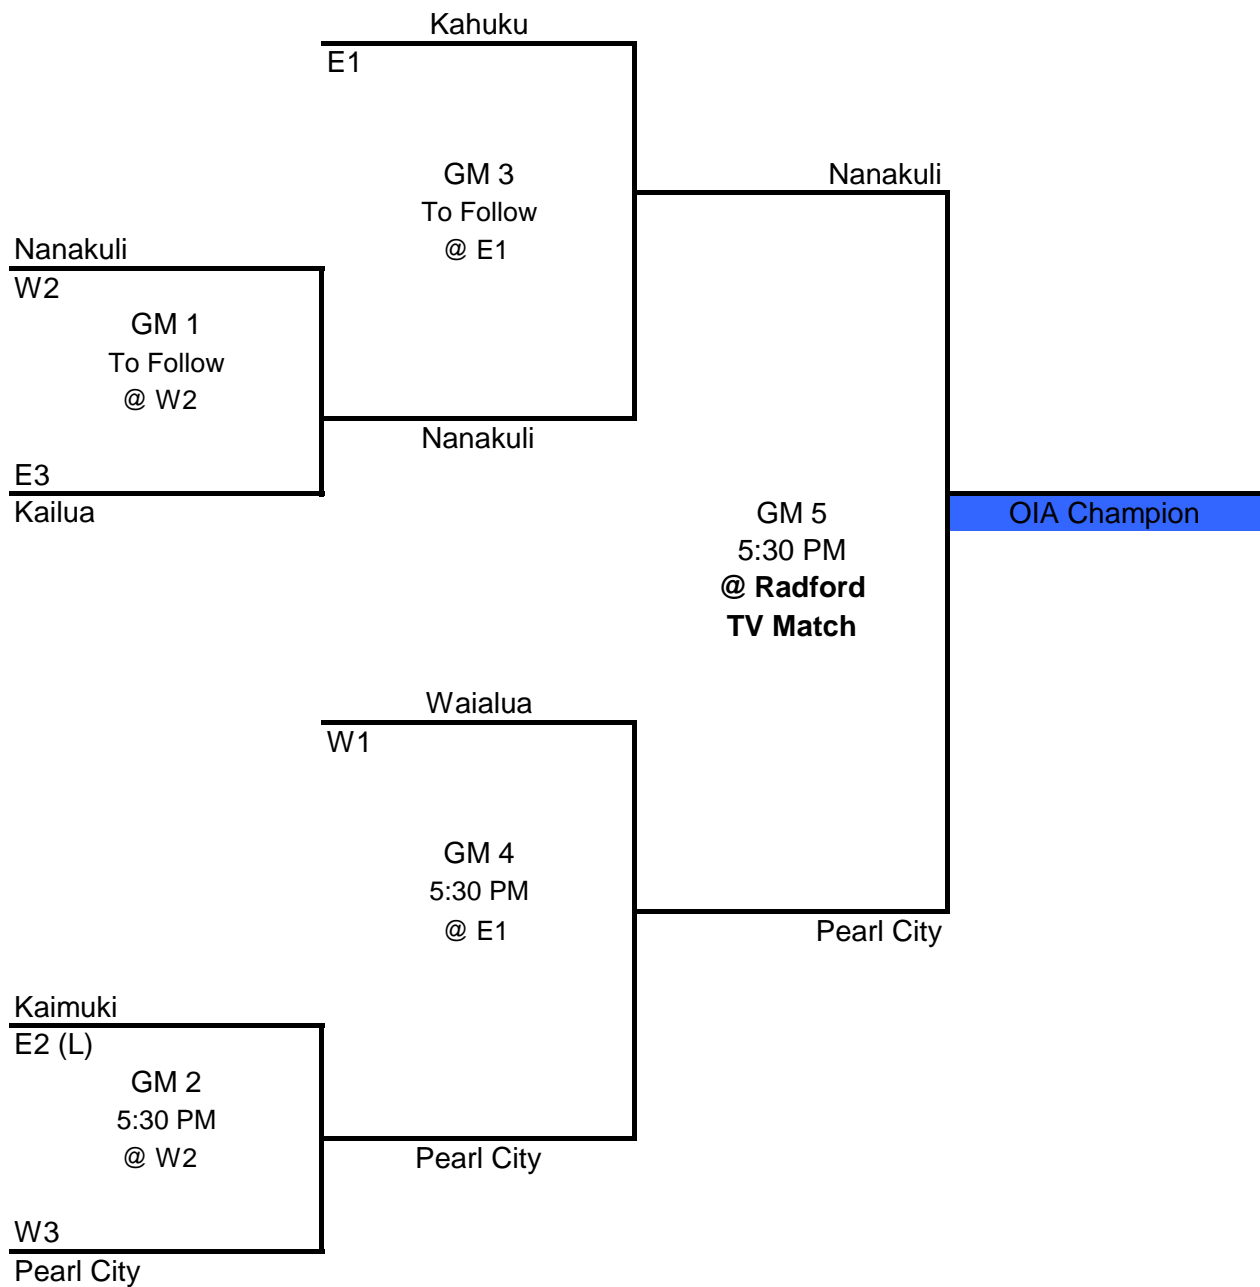 Kahuku
E1
GM 3
To Follow
@ E1
Nanakuli
Nanakuli
W2
GM 1
To Follow
@ W2
Nanakuli
E3
Kailua
GM 5
5:30 PM
@ Radford
TV Match
OIA Champion
Waialua
W1
GM 4
5:30 PM
@ E1
Pearl City
Kaimuki
E2 (L)
GM 2
5:30 PM
@ W2
Pearl City
W3
Pearl City